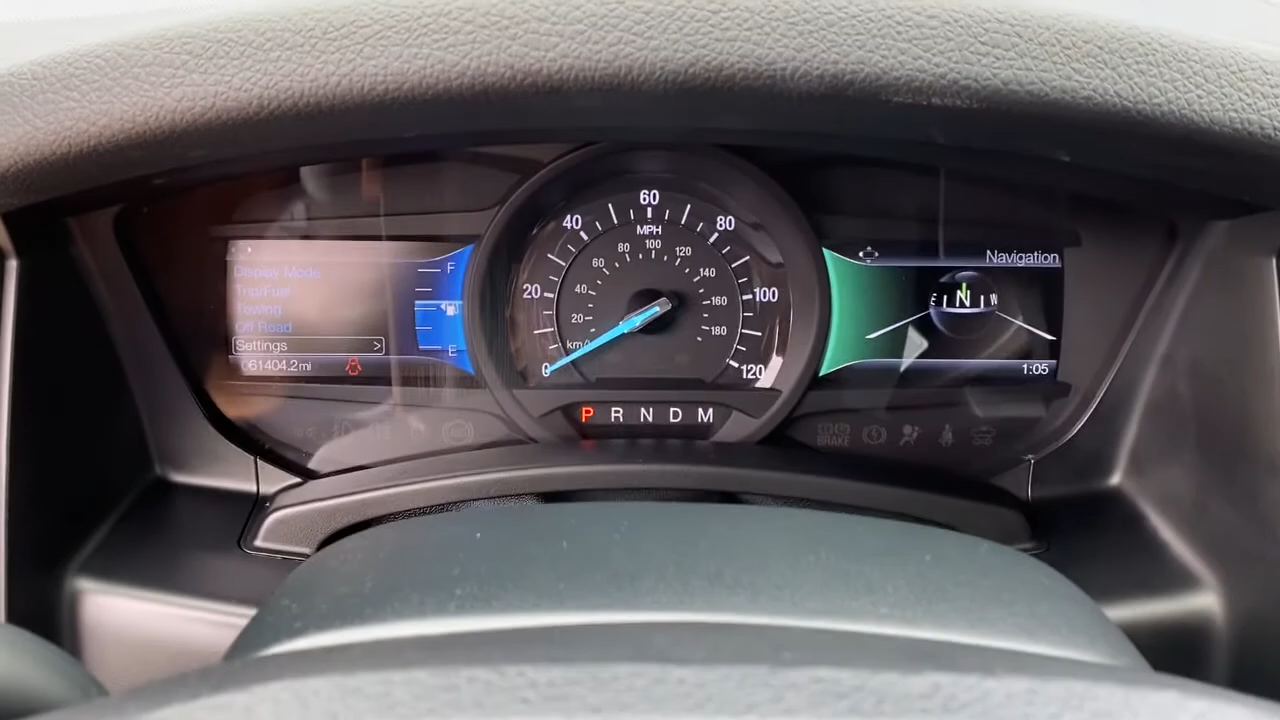 Display Mode
Trip/Fuel
Towing
Off Road
Settings >
061404.2mi
F
E
0 20 40 60 80 100 120
MPH
20 40 60 80 100 120 140 160 180
km/h
P R N D M
Navigation
E N W
1:05
BRAKE